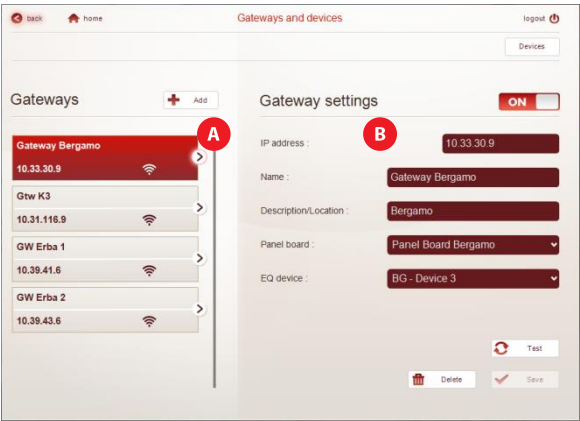 back home Gateways and devices logout
Devices
Gateways Add
Gateway settings ON
A
B
Gateway Bergamo
10.33.30.9
Gtw K3
10.31.116.9
GW Erba 1
10.39.41.6
GW Erba 2
10.39.43.6
IP address : 10.33.30.9
Name : Gateway Bergamo
Description/Location : Bergamo
Panel board : Panel Board Bergamo
EQ device : BG - Device 3
Test
Delete Save